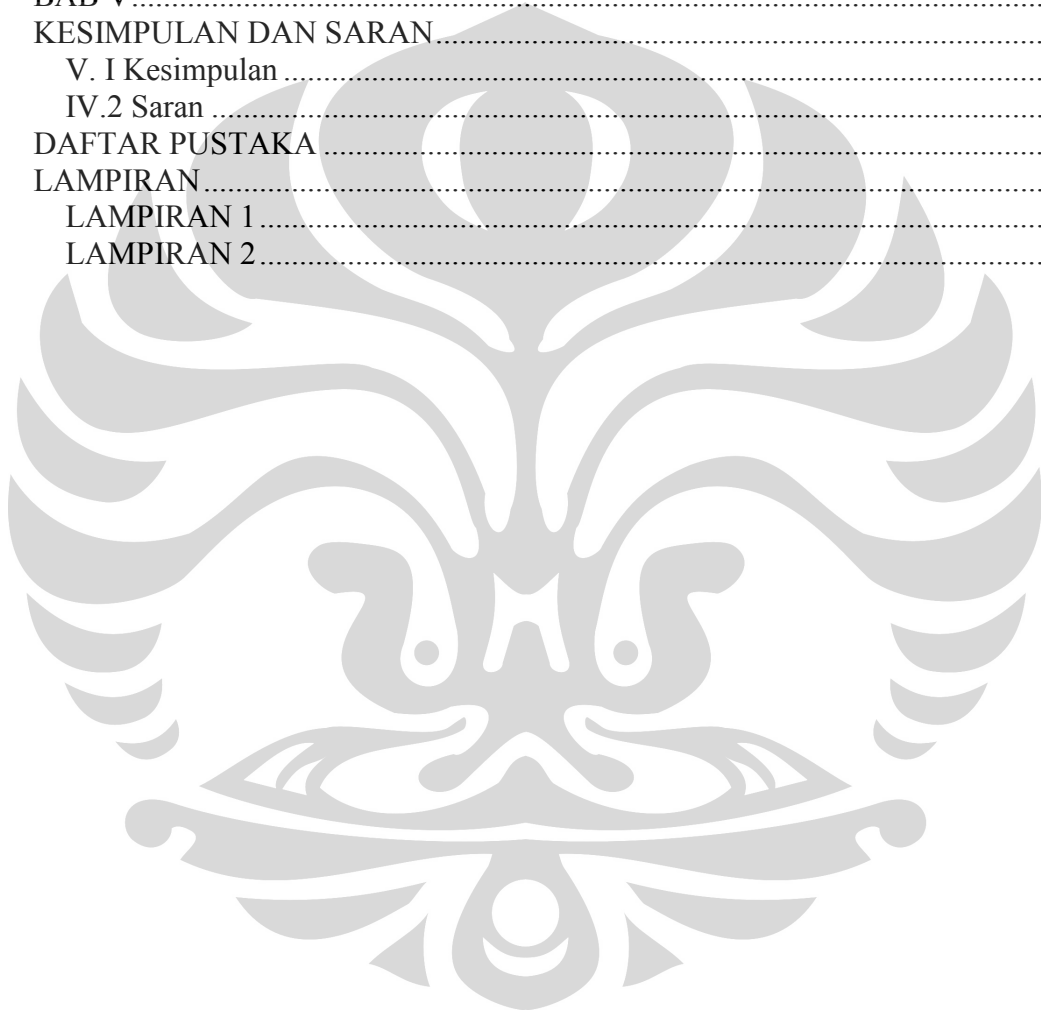 BAB V........................................................................................................
KESIMPULAN DAN SARAN....................................................................
V. I Kesimpulan ....................................................................................
IV.2 Saran .............................................................................................
DAFTAR PUSTAKA ................................................................................
LAMPIRAN...............................................................................................
LAMPIRAN 1........................................................................................
LAMPIRAN 2........................................................................................